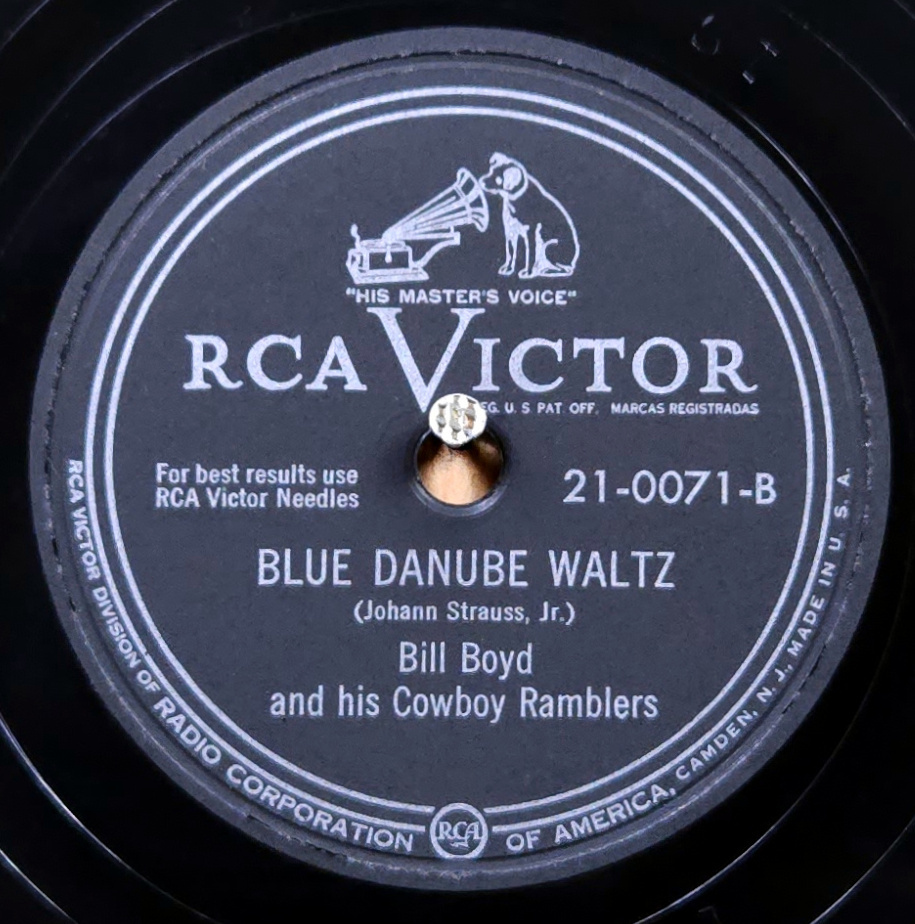 "HIS MASTER'S VOICE"
RCA VICTOR
EG. U. S PAT. OFF. MARCAS REGISTRADAS
For best results use
RCA Victor Needles
21-0071-B
BLUE DANUBE WALTZ
(Johann Strauss, Jr.)
Bill Boyd
and his Cowboy Ramblers
RCA VICTOR DIVISION OF RADIO CORPORATION OF AMERICA, CAMDEN, N. J., MADE IN U. S. A.
RCA